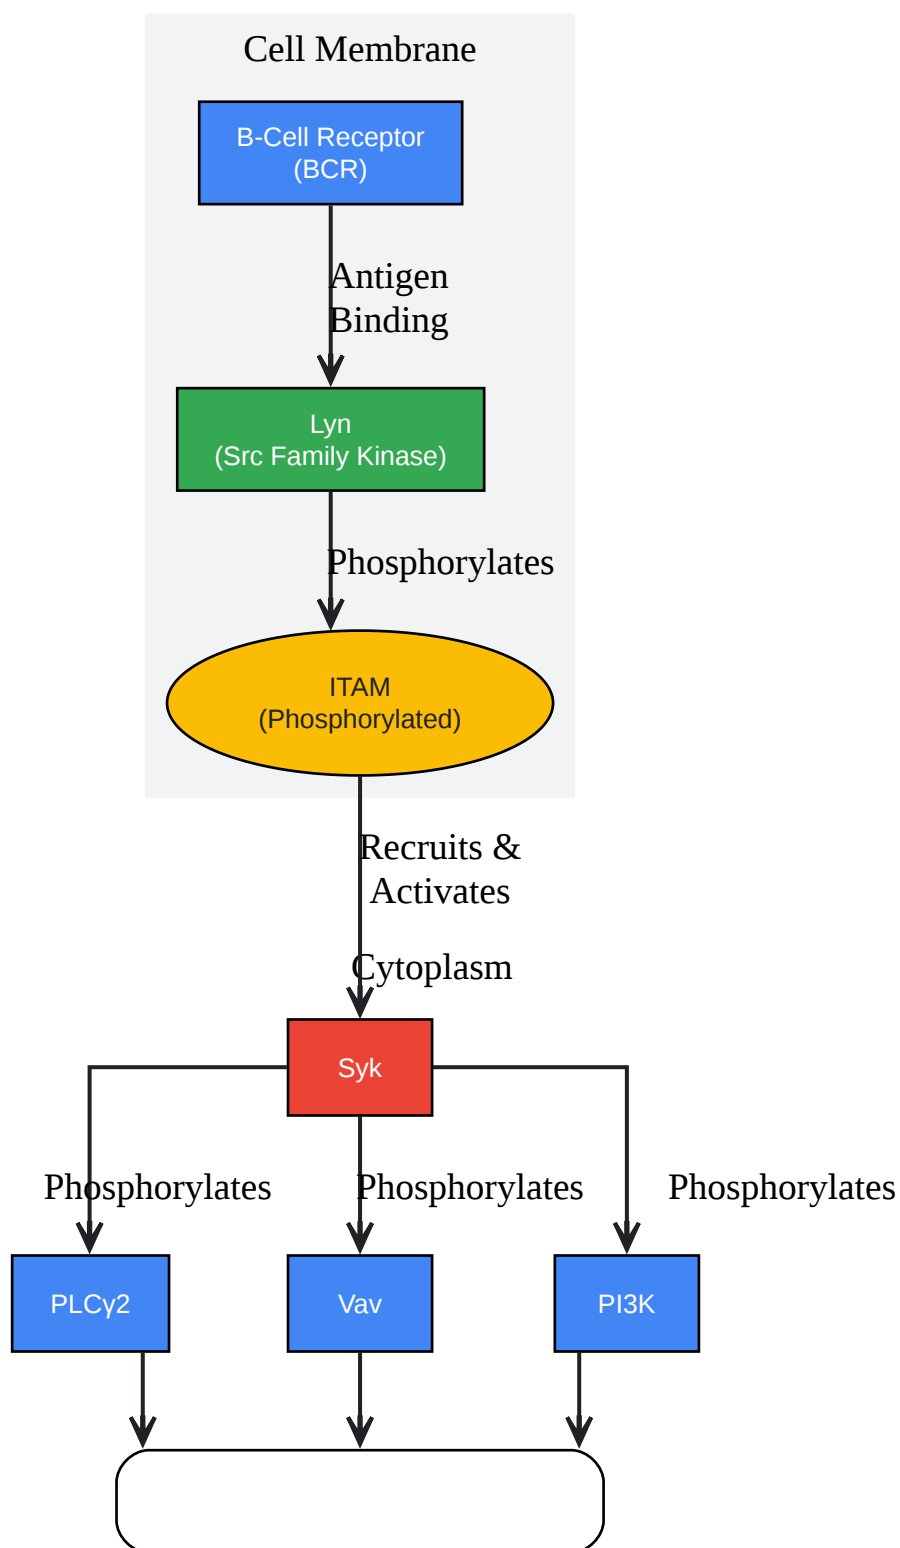 Cell Membrane
B-Cell Receptor
(BCR)
Antigen
Binding
Lyn
(Src Family Kinase)
Phosphorylates
ITAM
(Phosphorylated)
Recruits &
Activates
Cytoplasm
Syk
Phosphorylates
Phosphorylates
Phosphorylates
PLCγ2
Vav
PI3K